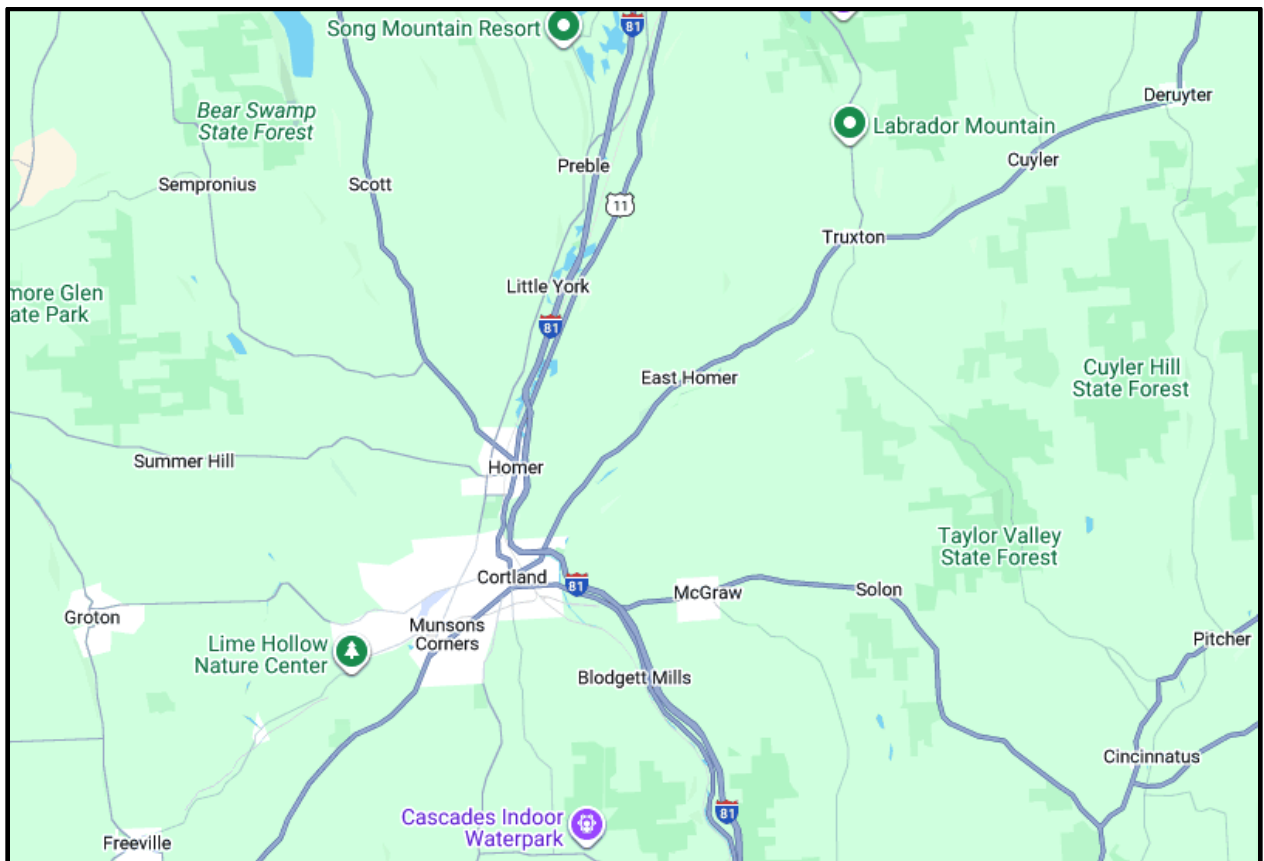 Song Mountain Resort
81
Bear Swamp
State Forest
Deruyter
Labrador Mountain
Cuyler
Preble
Sempronius
Scott
11
Truxton
Little York
more Glen
ate Park
81
East Homer
Cuyler Hill
State Forest
Summer Hill
Homer
Taylor Valley
State Forest
Cortland
81
McGraw
Solon
Groton
Munsons
Corners
Lime Hollow
Nature Center
Pitcher
Blodgett Mills
Cincinnatus
81
Cascades Indoor
Waterpark
Freeville